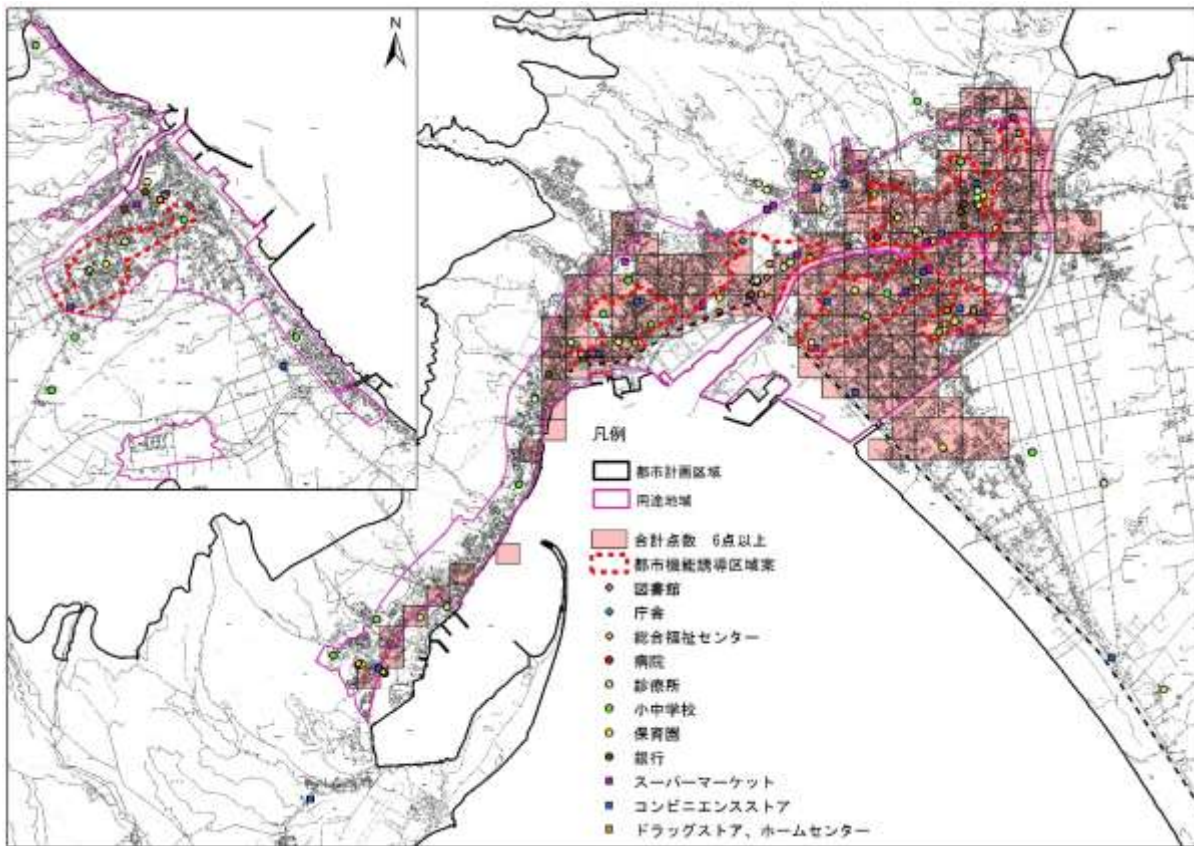 N
凡例
都市計画区域
用途地域
合計点数　6点以上
都市機能誘導区域案
図書館
庁舎
総合福祉センター
病院
診療所
小中学校
保育園
銀行
スーパーマーケット
コンビニエンスストア
ドラッグストア、ホームセンター